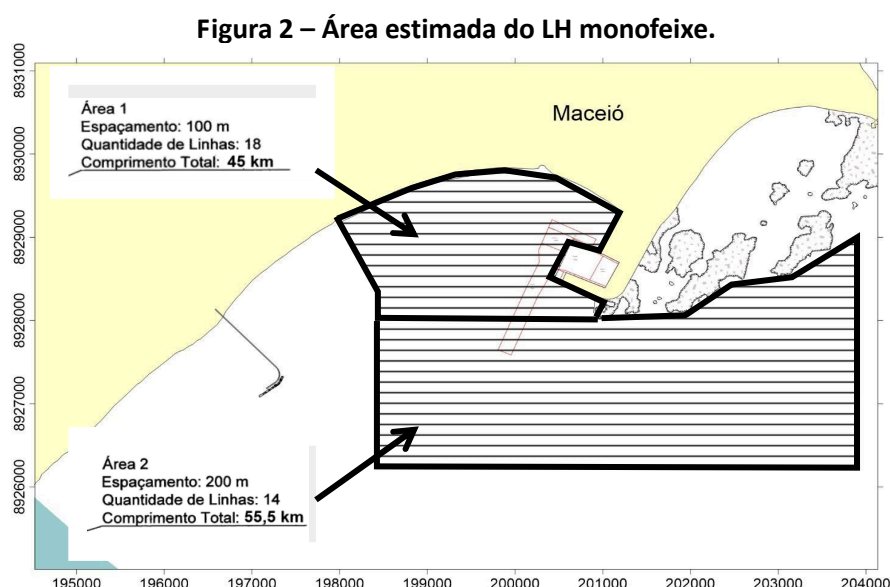 Figura 2 – Área estimada do LH monofeixe.
8931000
8930000
8929000
8928000
8927000
8926000
Área 1
Espaçamento: 100 m
Quantidade de Linhas: 18
Comprimento Total: 45 km
Maceió
Área 2
Espaçamento: 200 m
Quantidade de Linhas: 14
Comprimento Total: 55,5 km
195000 196000 197000 198000 199000 200000 201000 202000 203000 204000